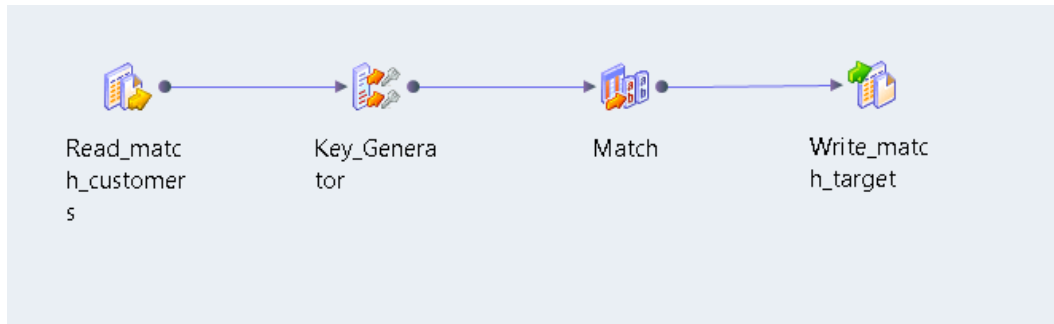 Read_matc
h_customer
s
Key_Genera
tor
Match
Write_matc
h_target